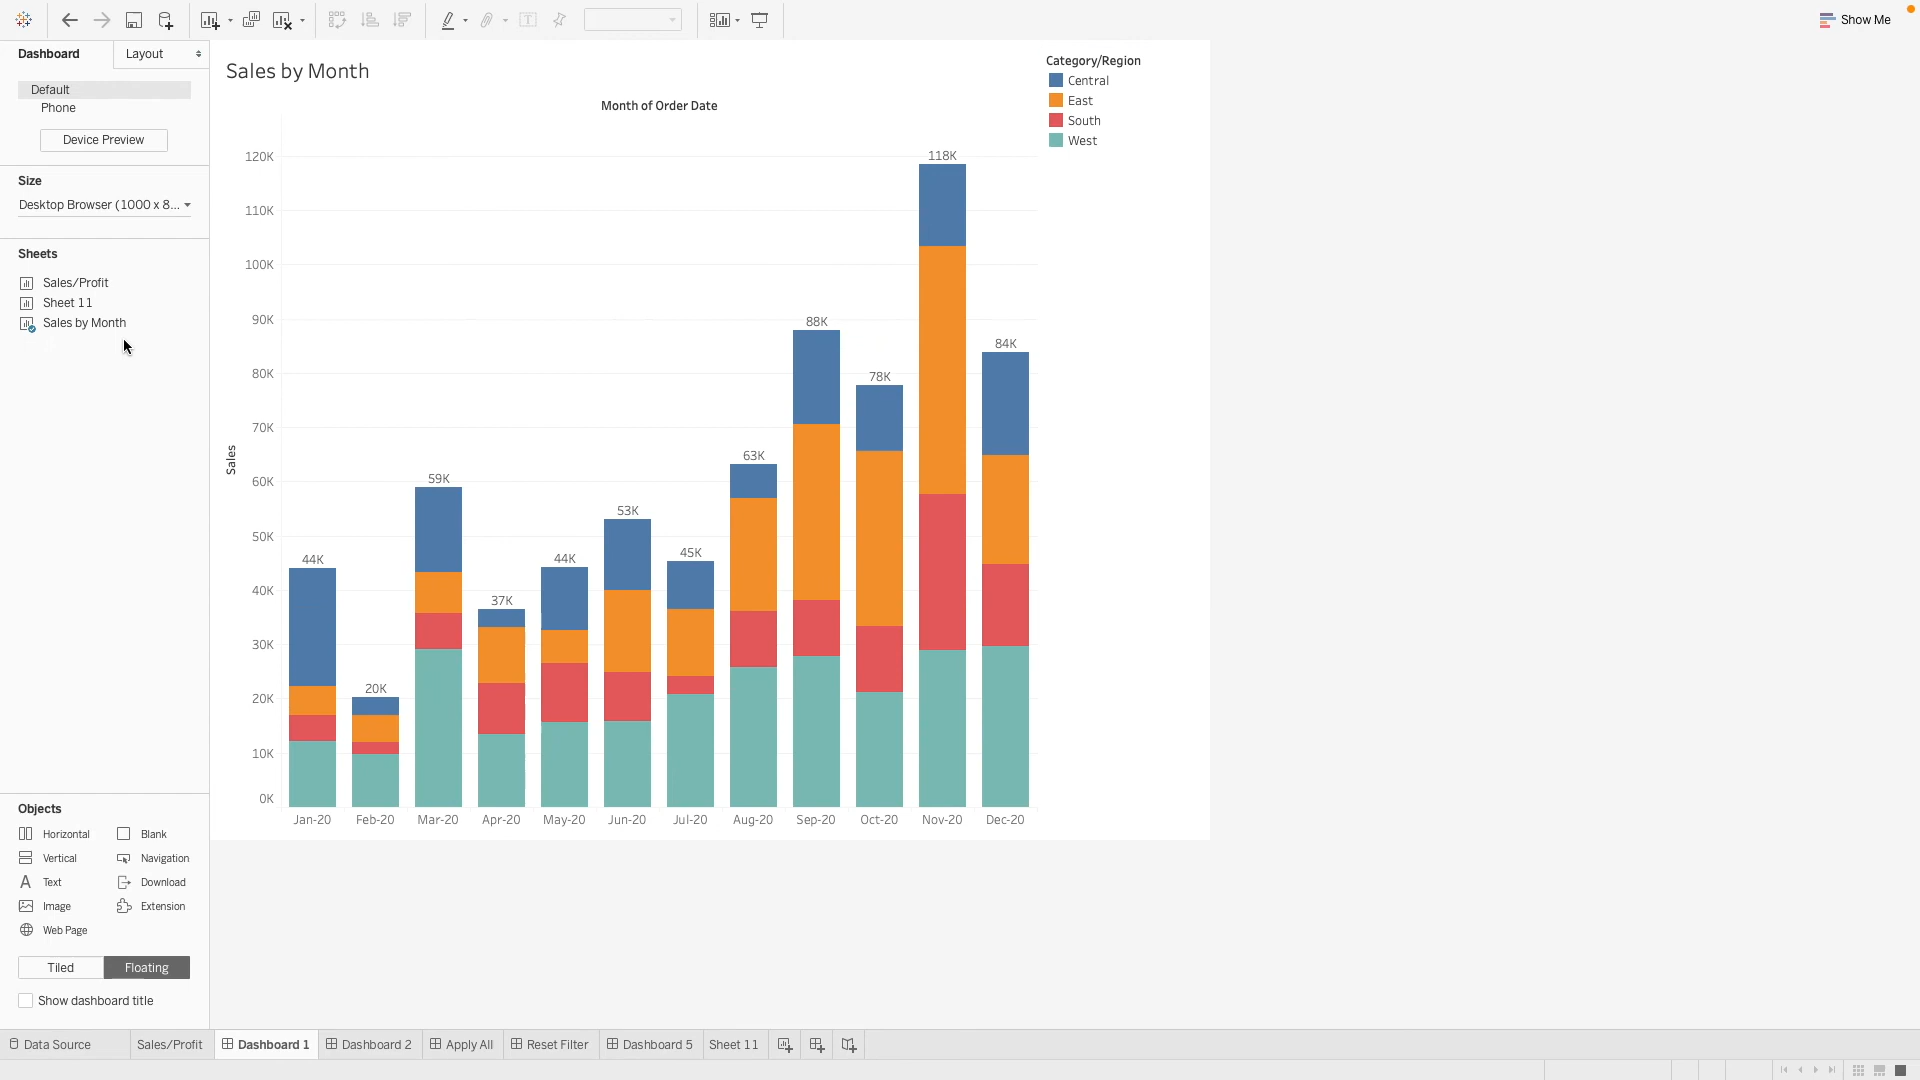 Show Me
Dashboard
Layout
Default
Phone
Device Preview
Size
Desktop Browser (1000 x 8...
Sheets
Sales/Profit
Sheet 11
Sales by Month
Objects
Horizontal
Blank
Vertical
Navigation
Text
Download
Image
Extension
Web Page
Tiled
Floating
Show dashboard title
Sales by Month
Month of Order Date
Category/Region
Central
East
South
West
Sales
120K
110K
100K
90K
80K
70K
60K
50K
40K
30K
20K
10K
0K
44K
20K
59K
37K
44K
53K
45K
63K
88K
78K
118K
84K
Jan-20 Feb-20 Mar-20 Apr-20 May-20 Jun-20 Jul-20 Aug-20 Sep-20 Oct-20 Nov-20 Dec-20
Data Source Sales/Profit Dashboard 1 Dashboard 2 Apply All Reset Filter Dashboard 5 Sheet 11